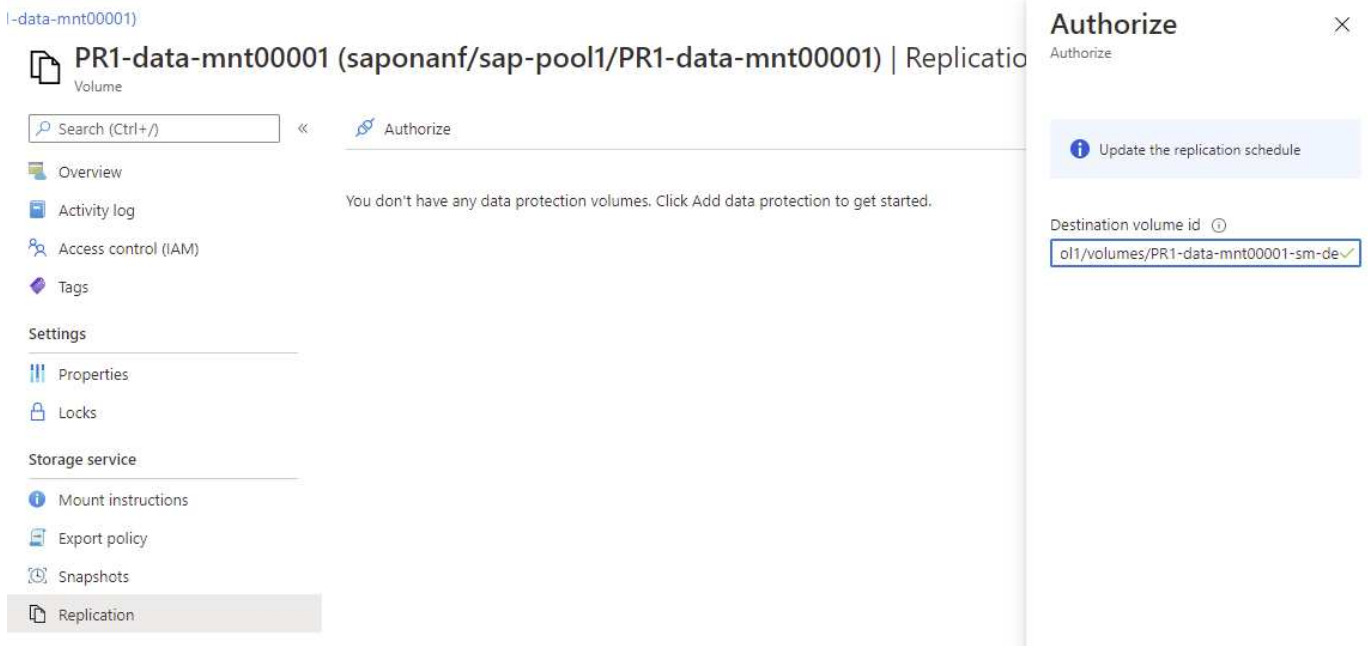 -data-mnt00001)
PR1-data-mnt00001 (saponanf/sap-pool1/PR1-data-mnt00001) | Replicatio
Volume
Search (Ctrl+/)
«
Overview
Activity log
Access control (IAM)
Tags
Settings
Properties
Locks
Storage service
Mount instructions
Export policy
Snapshots
Replication
Authorize
You don't have any data protection volumes. Click Add data protection to get started.
Authorize
Authorize
Update the replication schedule
Destination volume id
ol1/volumes/PR1-data-mnt00001-sm-de